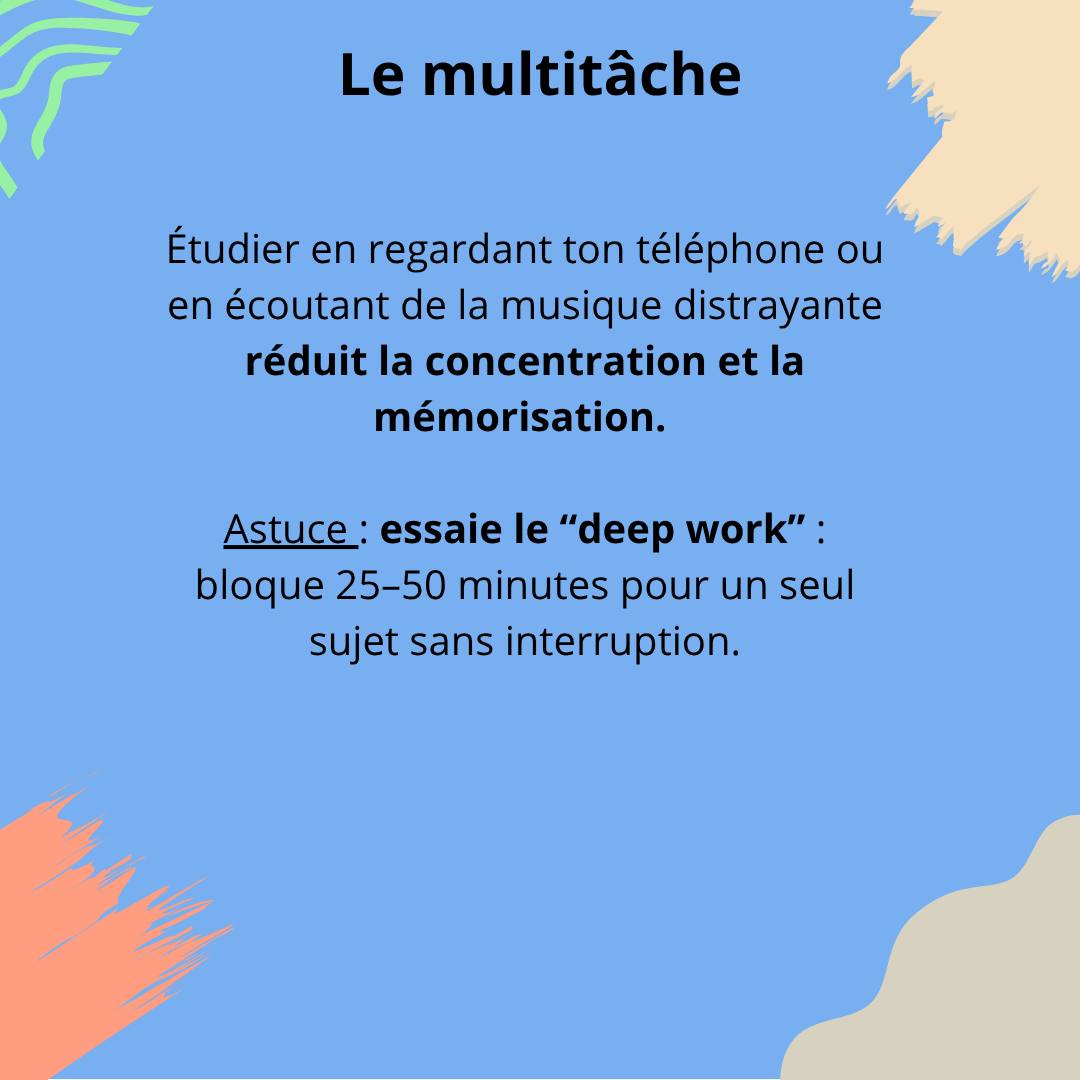 Le multitâche
Étudier en regardant ton téléphone ou
en écoutant de la musique distrayante
réduit la concentration et la
mémorisation.
Astuce : essaie le “deep work” :
bloque 25–50 minutes pour un seul
sujet sans interruption.